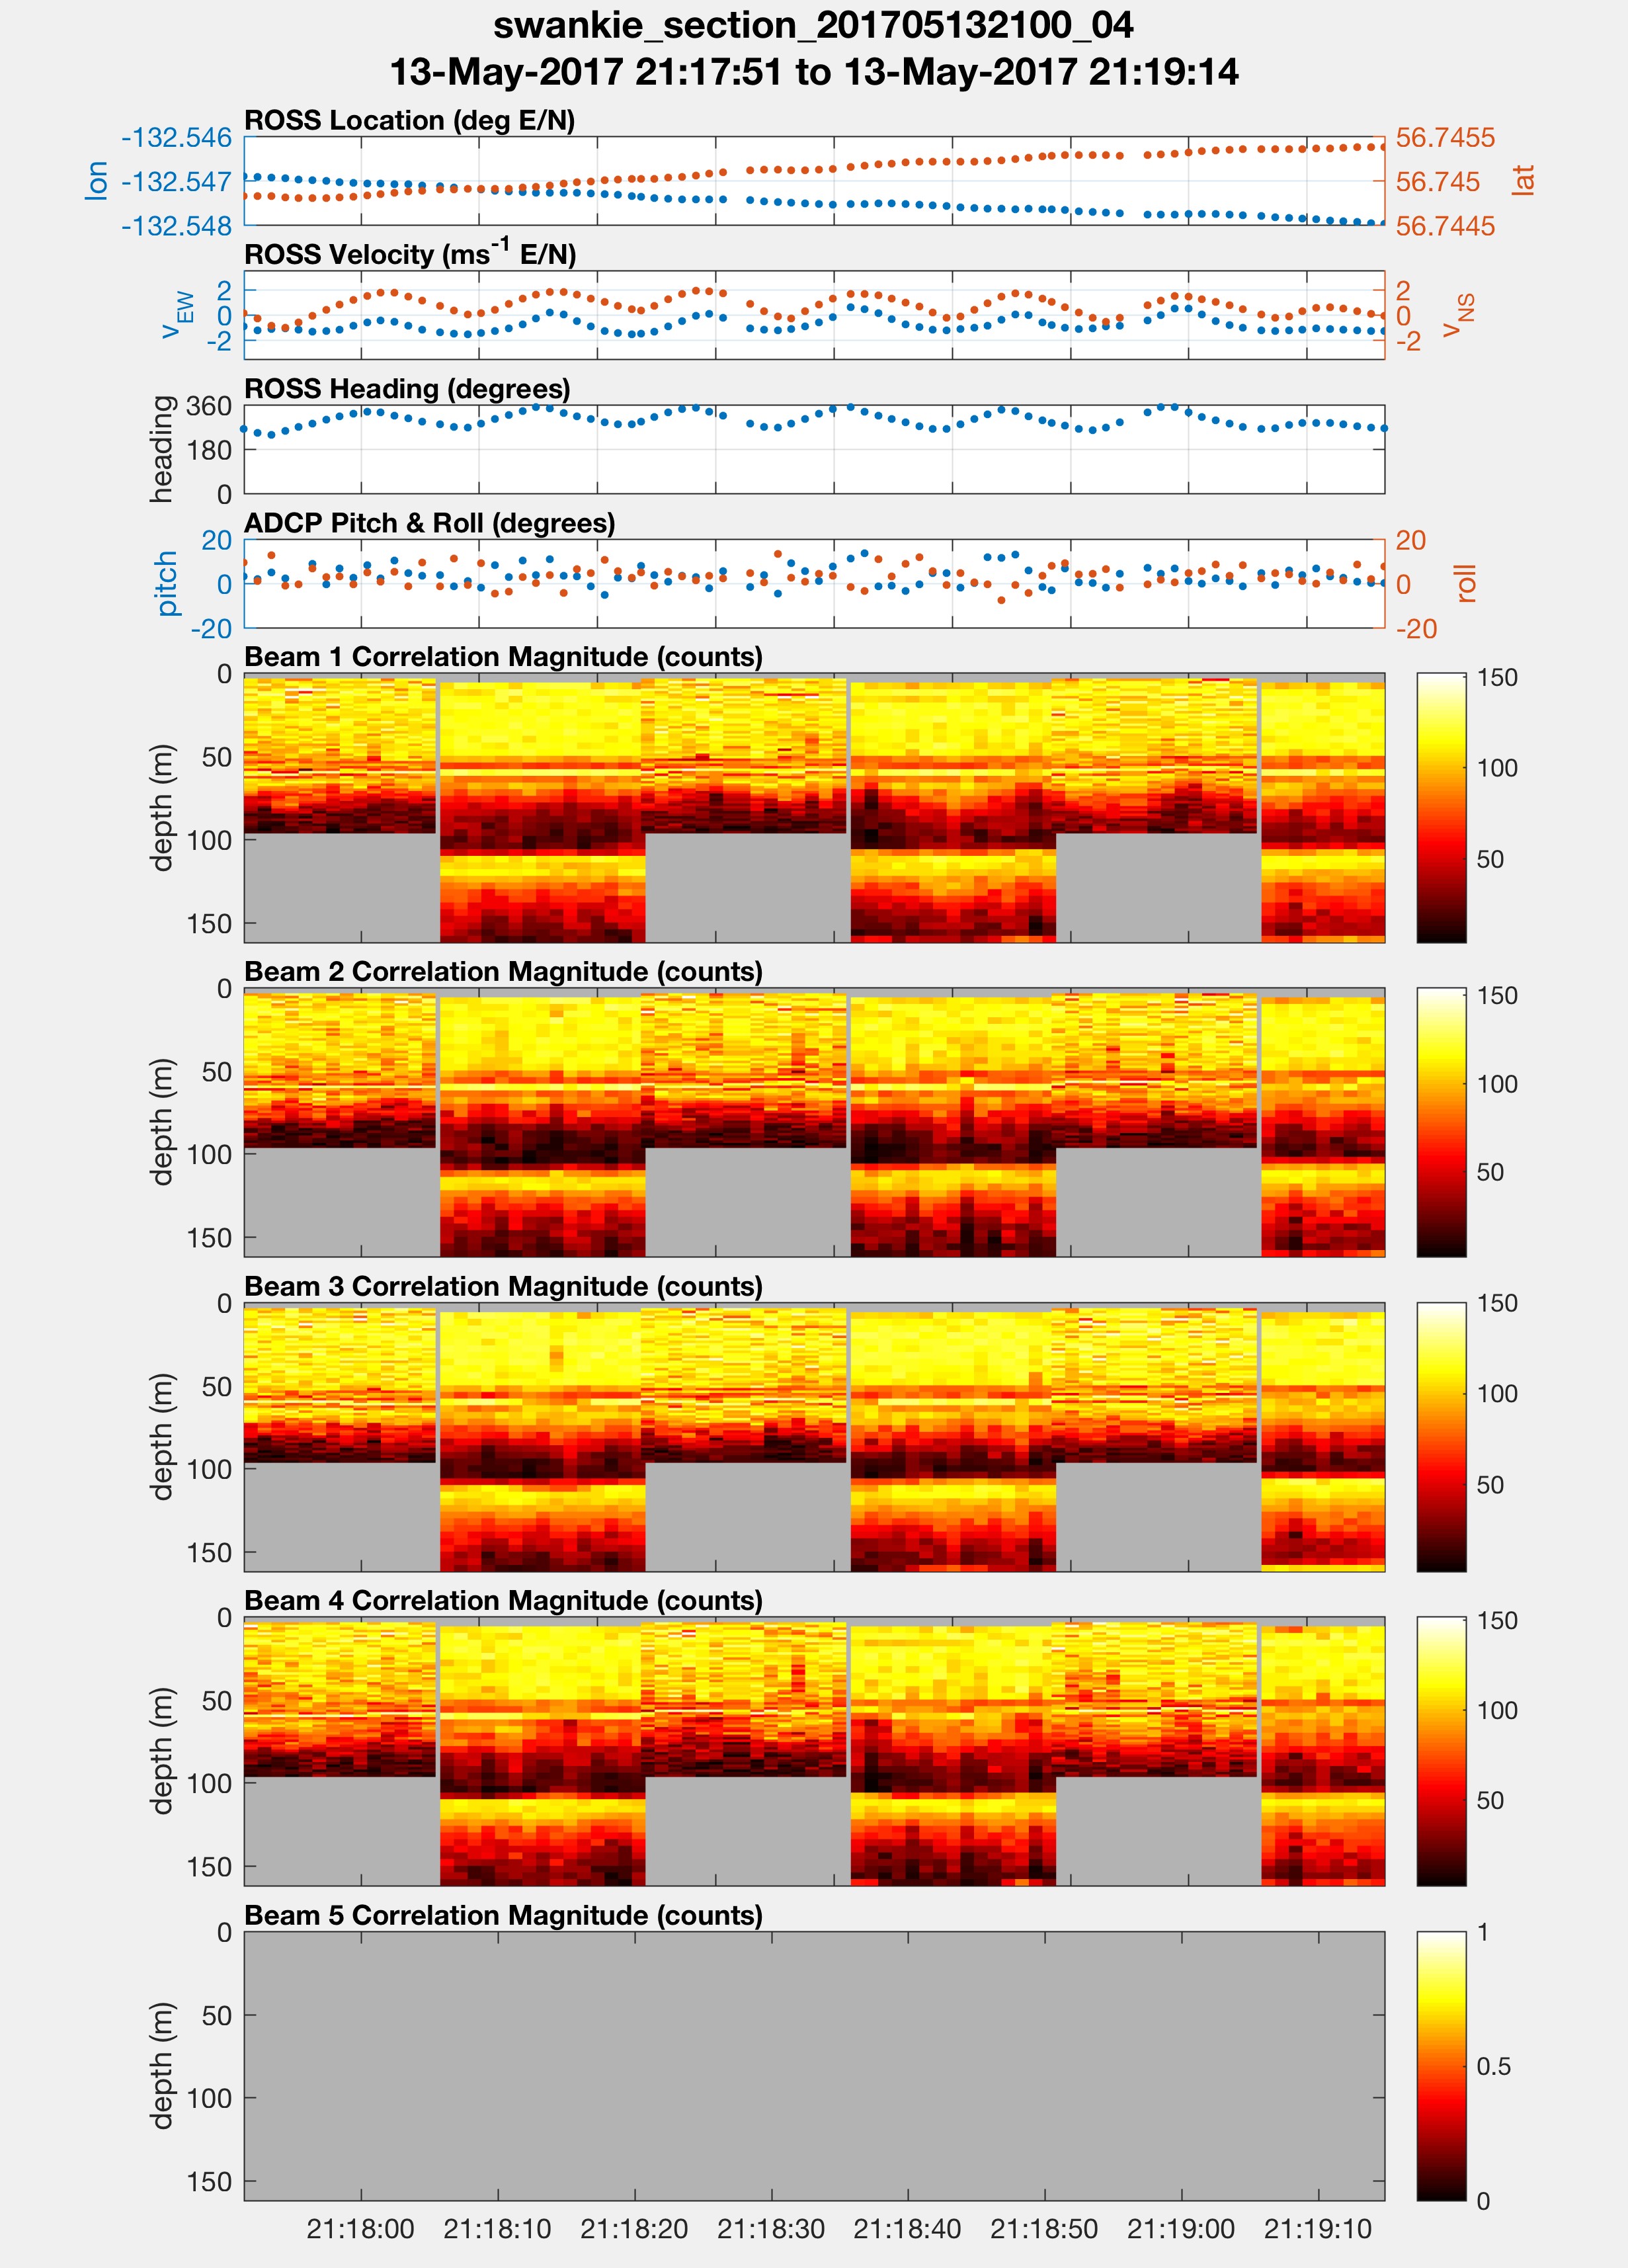 swankie_section_201705132100_04
13-May-2017 21:17:51 to 13-May-2017 21:19:14
ROSS Location (deg E/N)
-132.546
-132.547
-132.548
lon
56.7455
56.745
56.7445
lat
ROSS Velocity (ms-1 E/N)
2
0
-2
vEW
2
0
-2
vNS
ROSS Heading (degrees)
360
180
0
heading
ADCP Pitch & Roll (degrees)
20
0
-20
pitch
20
0
-20
roll
Beam 1 Correlation Magnitude (counts)
0
50
100
150
depth (m)
150
100
50
Beam 2 Correlation Magnitude (counts)
0
50
100
150
depth (m)
150
100
50
Beam 3 Correlation Magnitude (counts)
0
50
100
150
depth (m)
150
100
50
Beam 4 Correlation Magnitude (counts)
0
50
100
150
depth (m)
150
100
50
Beam 5 Correlation Magnitude (counts)
0
50
100
150
depth (m)
1
0.5
0
21:18:00 21:18:10 21:18:20 21:18:30 21:18:40 21:18:50 21:19:00 21:19:10